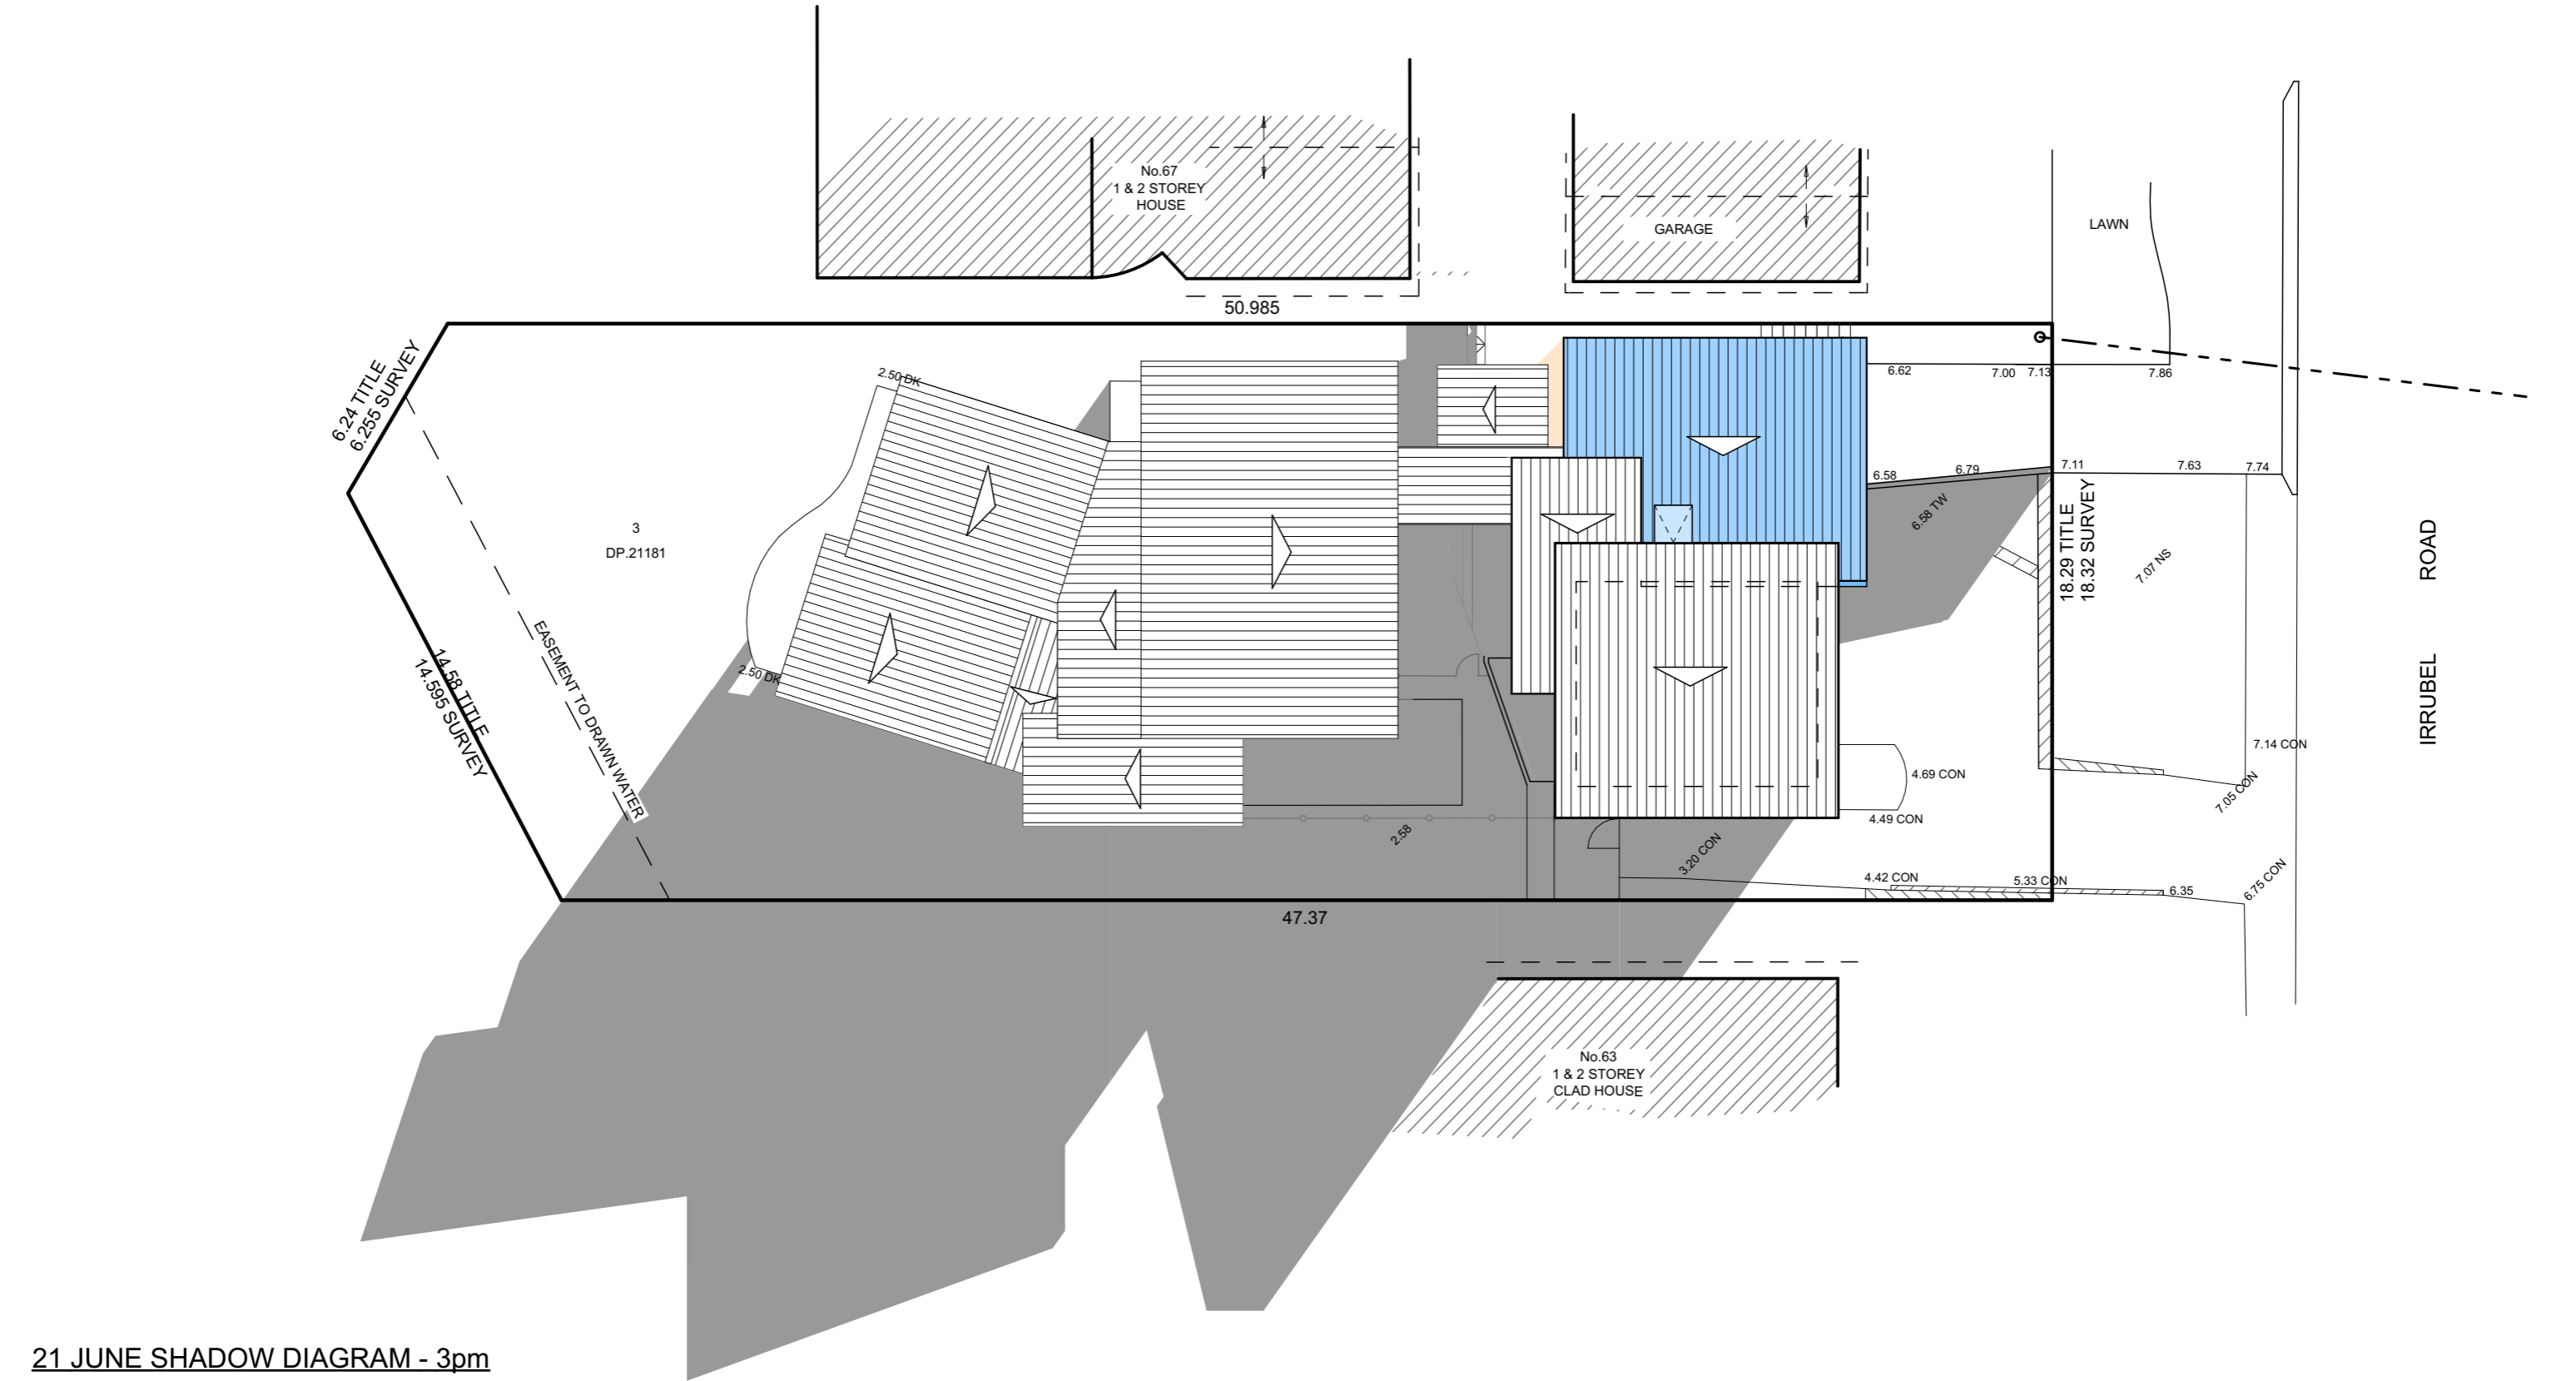 No.67
1 & 2 STOREY
HOUSE
GARAGE
LAWN
50.985
6.24 TITLE
6.255 SURVEY
2.50 DK
6.62
7.00
7.13
7.86
6.58
6.79
7.11
7.63
7.74
6.58 TW
18.29 TITLE
18.32 SURVEY
7.07 NS
IRRUBEL ROAD
3
DP.21181
EASEMENT TO DRAWN WATER
14.58 TITLE
14.595 SURVEY
2.50 DK
7.14 CON
7.05 CON
4.69 CON
4.49 CON
2.58
3.20 CON
4.42 CON
5.33 CON
6.35
6.75 CON
47.37
No.63
1 & 2 STOREY
CLAD HOUSE
21 JUNE SHADOW DIAGRAM - 3pm